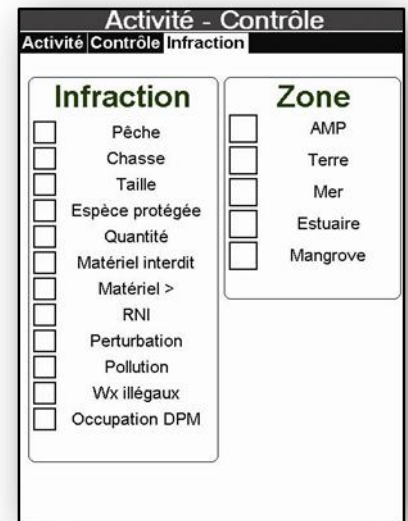 Activité - Contrôle
Activité Contrôle Infraction
Infraction
Pêche
Chasse
Taille
Espèce protégée
Quantité
Matériel interdit
Matériel >
RNI
Perturbation
Pollution
Wx illégaux
Occupation DPM
Zone
AMP
Terre
Mer
Estuaire
Mangrove